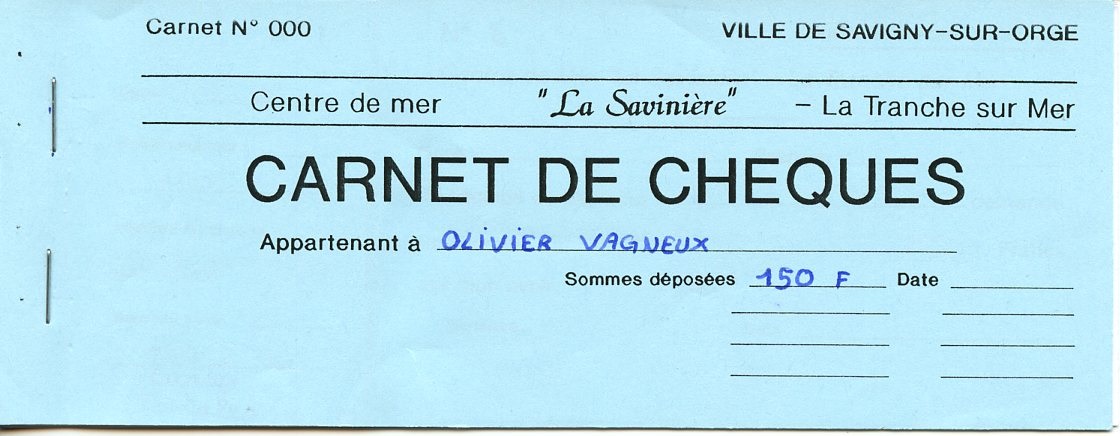 Carnet N° 000 VILLE DE SAVIGNY-SUR-ORGE
Centre de mer "La Savinière" - La Tranche sur Mer
CARNET DE CHEQUES
Appartenant à OLIVIER VAGNEUX
Sommes déposées 150 F Date